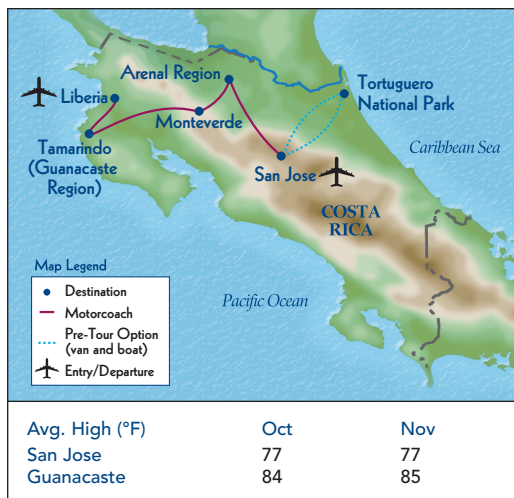 Arenal Region
Tortuguero
National Park
Liberia
Monteverde
Tamarindo
(Guanacaste
Region)
Caribbean Sea
San Jose
COSTA
RICA
Map Legend
Destination
Motorcoach
Pre-Tour Option
(van and boat)
Entry/Departure
Pacific Ocean
Avg. High (°F) Oct Nov
San Jose 77 77
Guanacaste 84 85